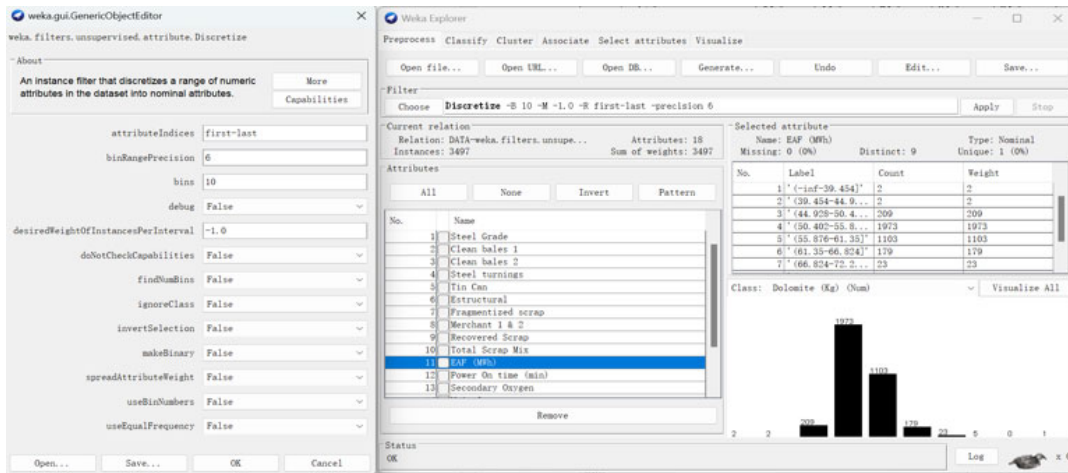 weka.gui.GenericObjectEditor
weka.filters.unsupervised.attribute.Discretize
About
An instance filter that discretizes a range of numeric
attributes in the dataset into nominal attributes.
More
Capabilities
attributeIndices first-last
binRangePrecision 6
bins 10
debug False
desiredWeightOfInstancesPerInterval -1.0
doNotCheckCapabilities False
findNumBins False
ignoreClass False
invertSelection False
makeBinary False
spreadAttributeWeight False
useBinNumbers False
useEqualFrequency False
Open... Save... OK Cancel
Weka Explorer
Preprocess Classify Cluster Associate Select attributes Visualize
Open file... Open URL... Open DB... Generate... Undo Edit... Save...
Filter
Choose Discretize -B 10 -M -1.0 -R first-last -precision 6 Apply Stop
Current relation
Relation: DATA-weka.filters.unsupe... Attributes: 18
Instances: 3497 Sum of weights: 3497
Attributes
All None Invert Pattern
No. Name
1 Steel Grade
2 Clean bales 1
3 Clean bales 2
4 Steel turnings
5 Tin Can
6 Estructural
7 Fragmentized scrap
8 Merchant 1 & 2
9 Recovered Scrap
10 Total Scrap Mix
11 EAF (MWh)
12 Power On time (min)
13 Secondary Oxygen
Remove
Selected attribute
Name: EAF (MWh) Type: Nominal
Missing: 0 (0%) Distinct: 9 Unique: 1 (0%)
No. Label Count Weight
1 '(-inf-39.454]' 2 2
2 '(39.454-44.9... 2 2
3 '(44.928-50.4... 209 209
4 '(50.402-55.8... 1973 1973
5 '(55.876-61.35]' 1103 1103
6 '(61.35-66.824]' 179 179
7 '(66.824-72.2... 23 23
Class: Dolomite (Kg) (Num) Visualize All
2 2 209 1973 1103 179 23 5 0 1
Status
OK
Log